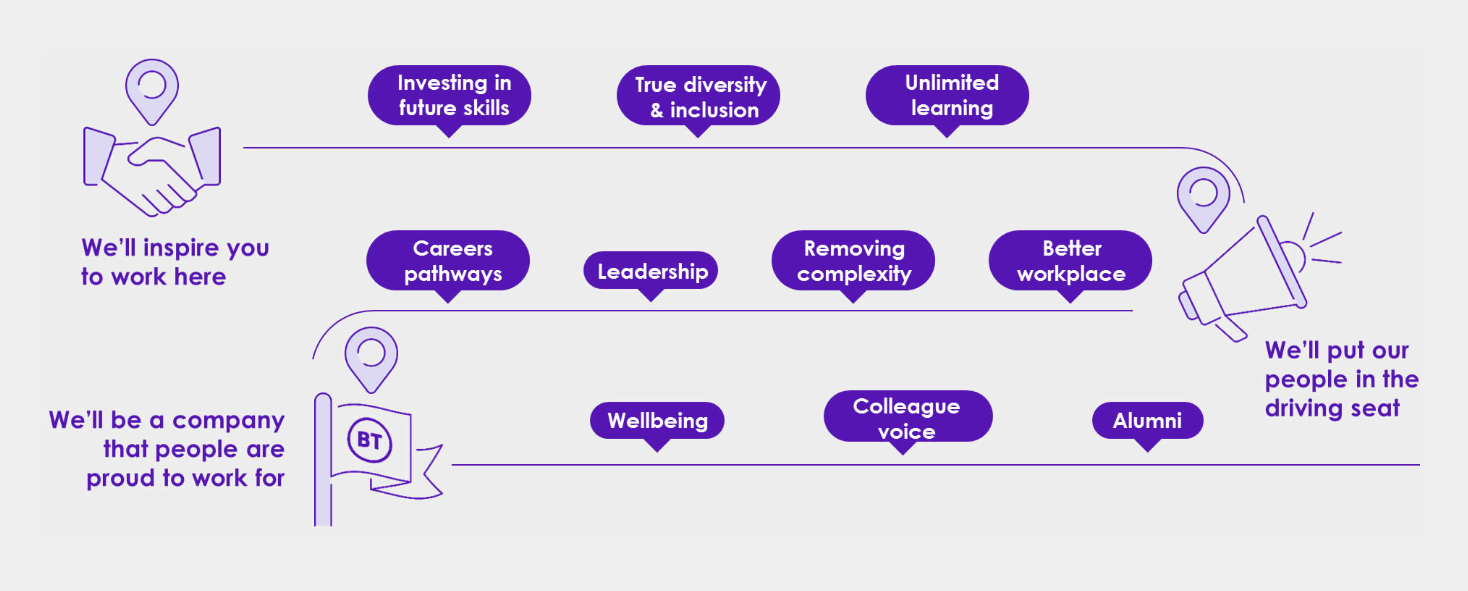 Investing in
future skills
True diversity
& inclusion
Unlimited
learning
We'll inspire you
to work here
Careers
pathways
Leadership
Removing
complexity
Better
workplace
We'll put our
people in the
driving seat
We'll be a company
that people are
proud to work for
BT
Wellbeing
Colleague
voice
Alumni